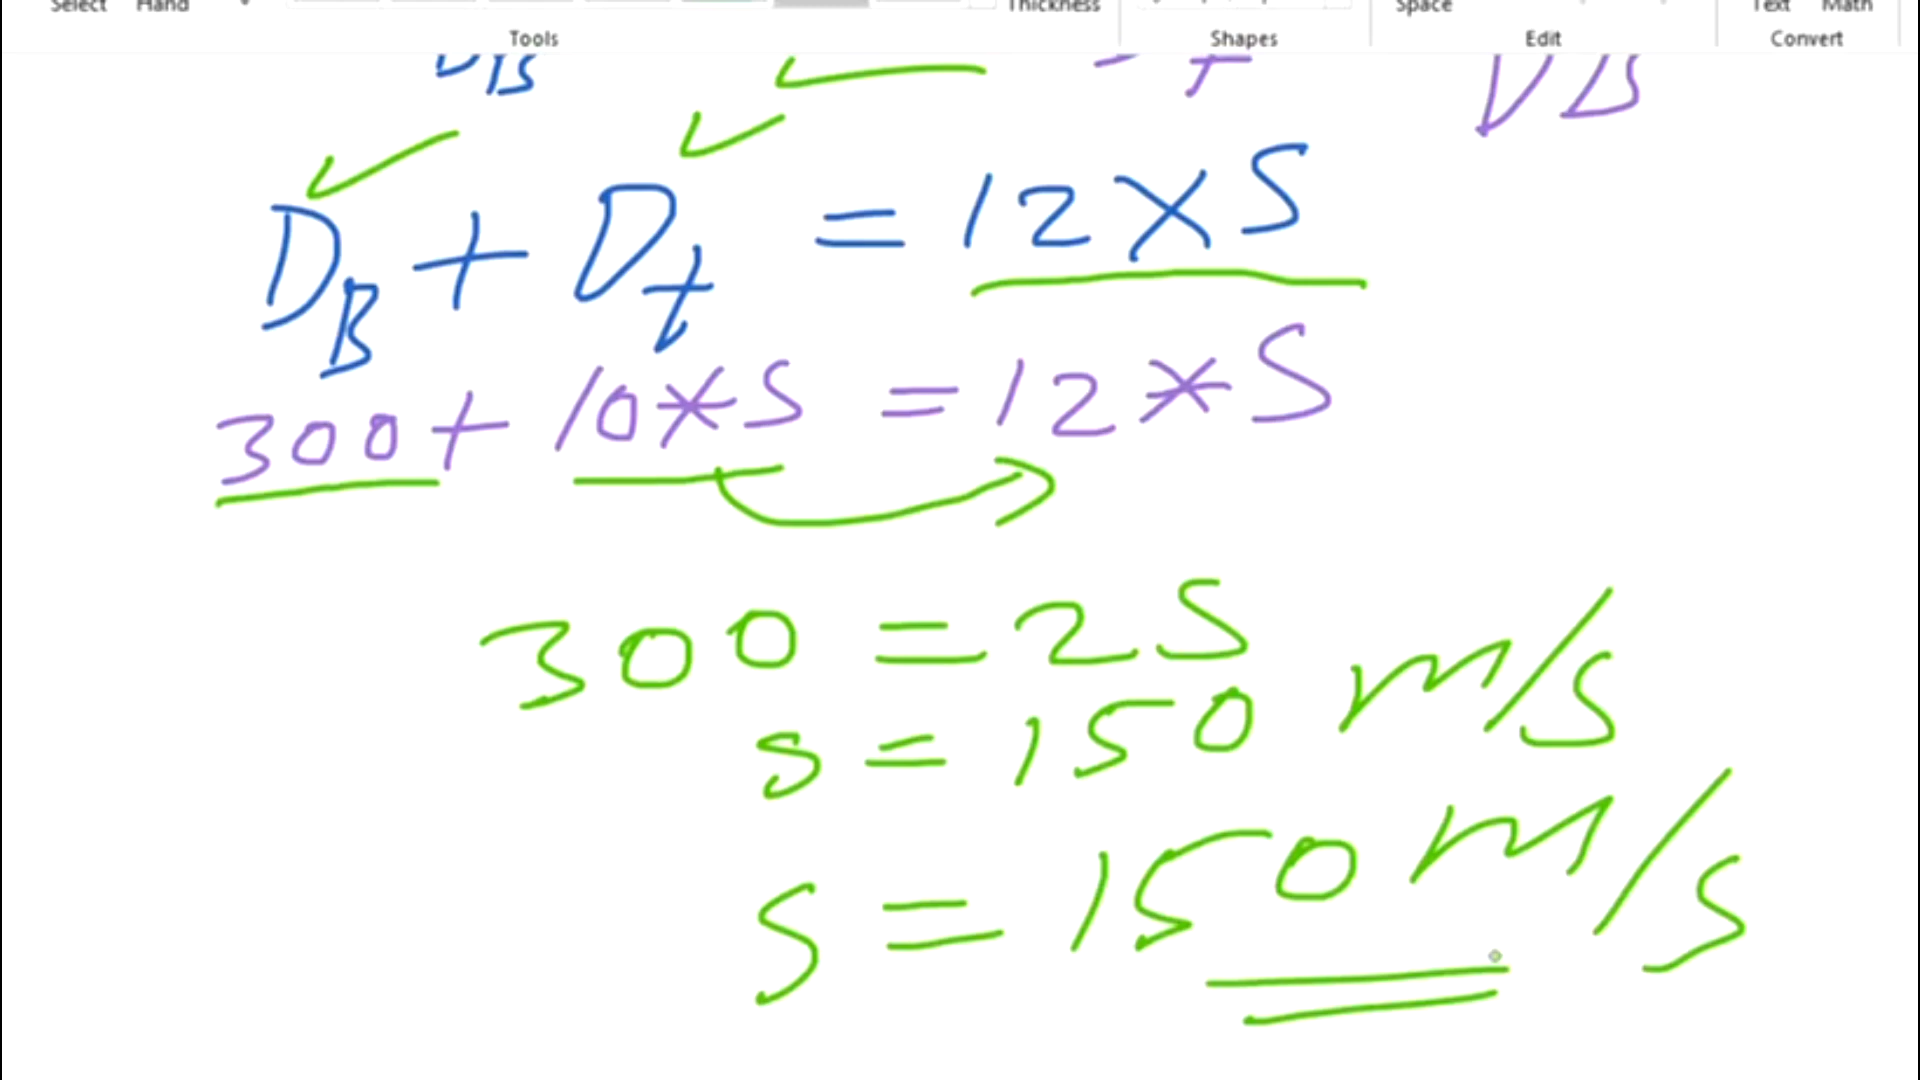 Select Hand Thickness Space Text Math
Tools Shapes Edit Convert
D_B + D_t = 12 × S
300 + 10 * S = 12 * S
300 = 2S
s = 150 m/s
S = 150 m/s